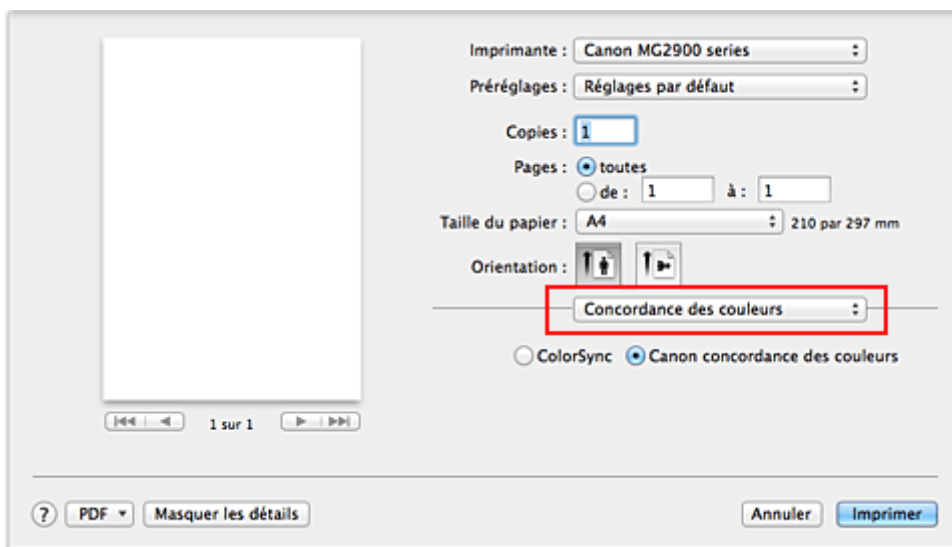 Imprimante : Canon MG2900 series
Préréglages : Réglages par défaut
Copies : 1
Pages : toutes
de : 1 à : 1
Taille du papier : A4 210 par 297 mm
Orientation :
Concordance des couleurs
ColorSync Canon concordance des couleurs
1 sur 1
? PDF Masquer les détails Annuler Imprimer